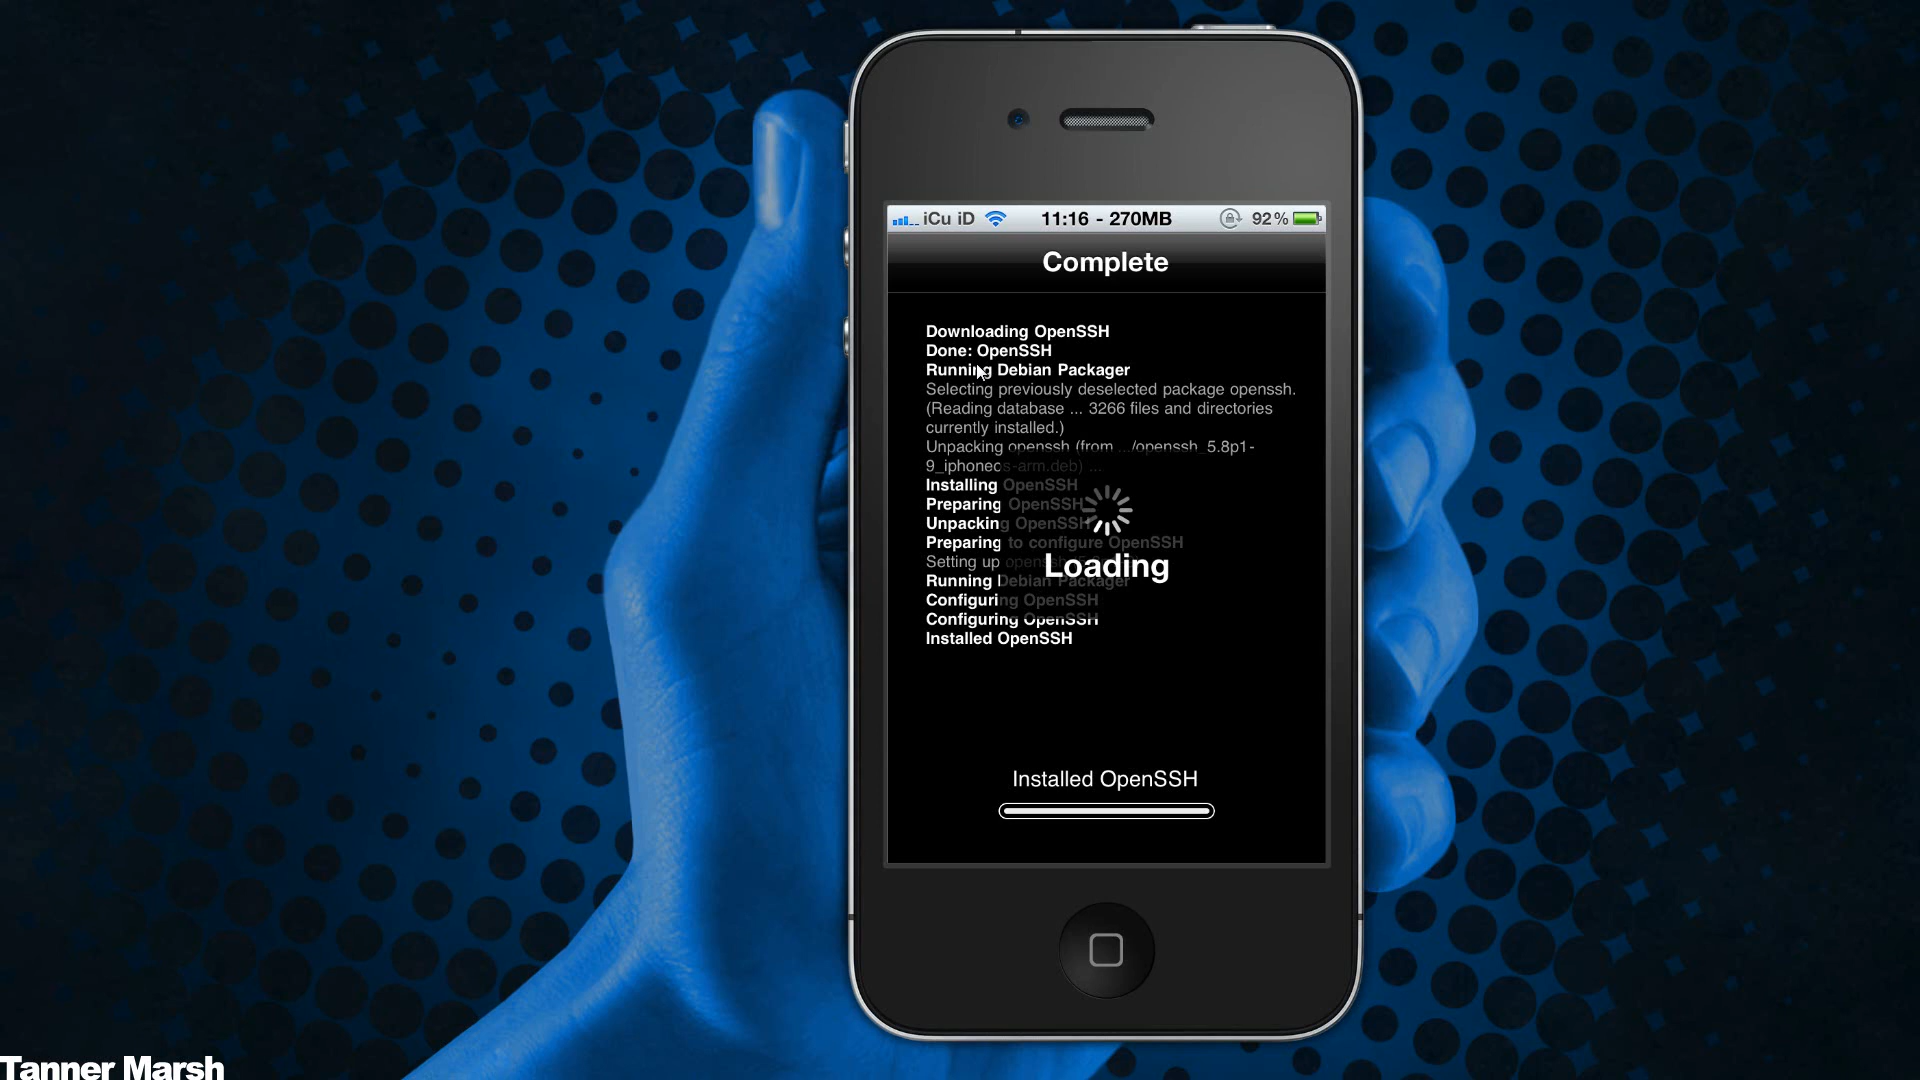 iCu iD 11:16 - 270MB 92%
Complete
Downloading OpenSSH
Done: OpenSSH
Running Debian Packager
Selecting previously deselected package openssh.
(Reading database ... 3266 files and directories
currently installed.)
Unpacking openssh (from .../openssh_5.8p1-
9_iphoneos-arm.deb) ...
Installing OpenSSH
Preparing OpenSSH
Unpacking OpenSSH
Preparing to configure OpenSSH
Setting up
Loading
Running Debian Packager
Configuring OpenSSH
Configuring OpenSSH
Installed OpenSSH
Installed OpenSSH
Tanner Marsh